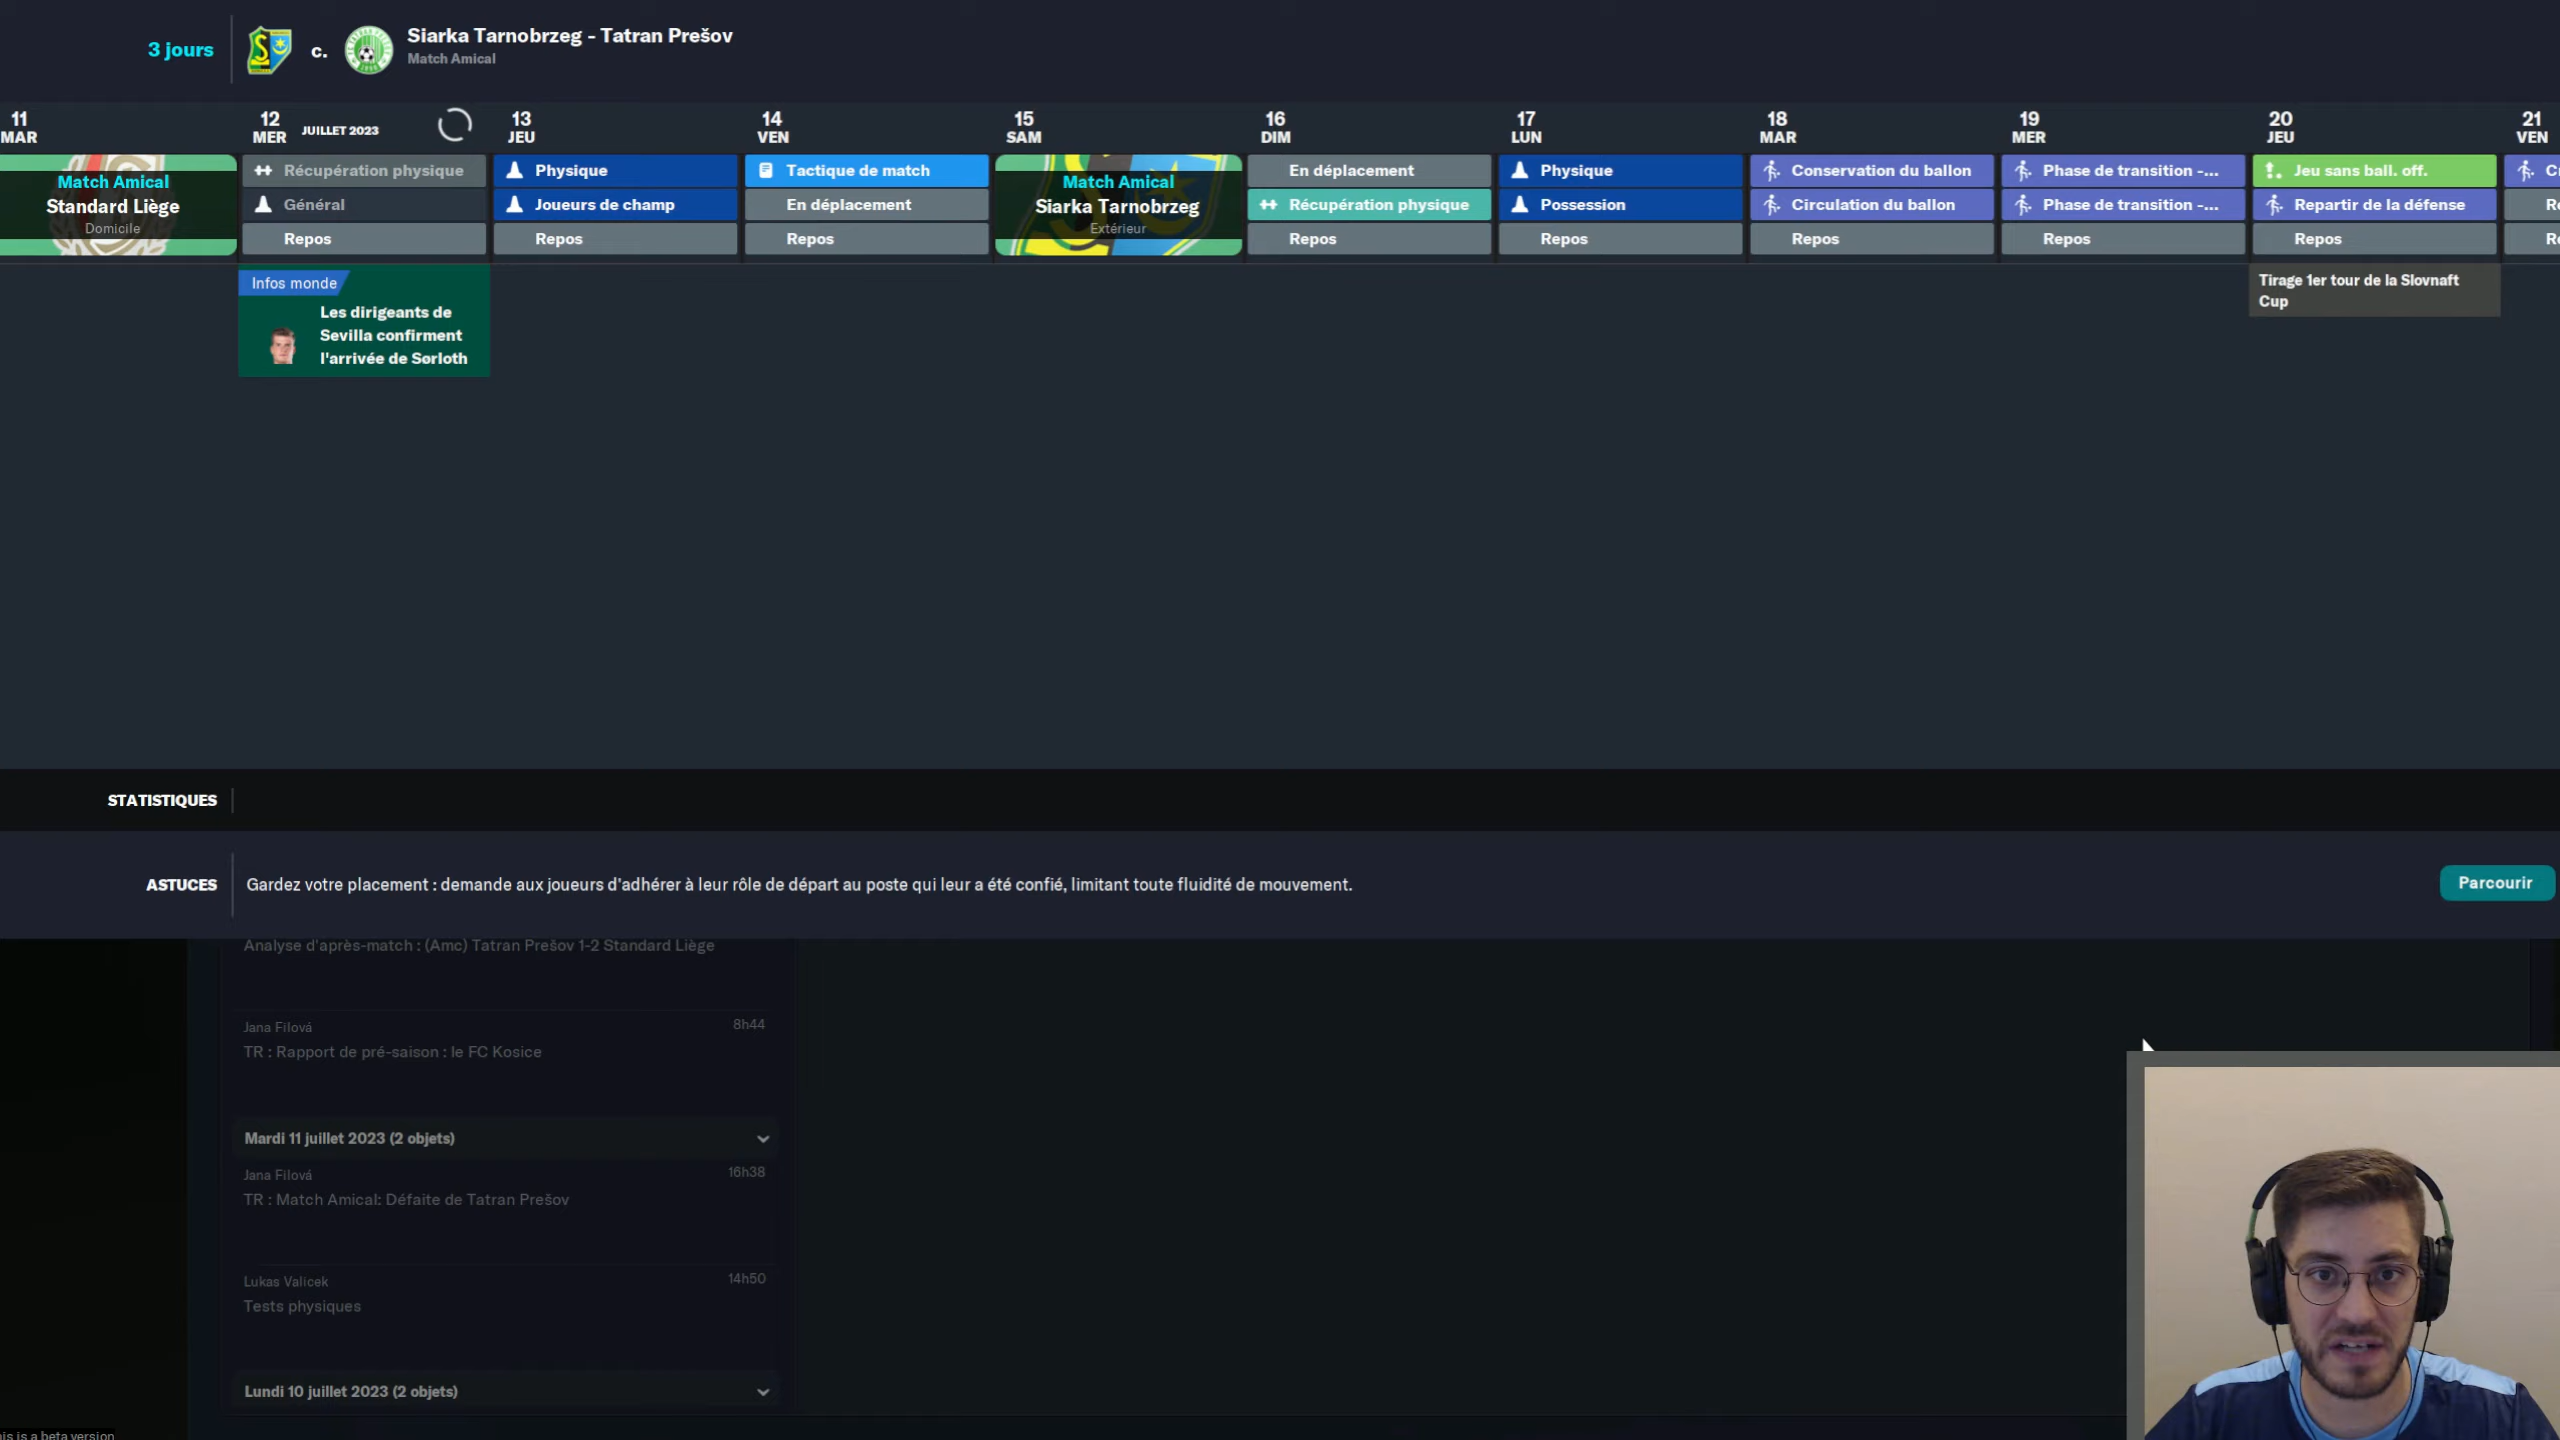 3 jours
c.
Siarka Tarnobrzeg - Tatran Prešov
Match Amical
11
MAR
12
MER
JUILLET 2023
13
JEU
14
VEN
15
SAM
16
DIM
17
LUN
18
MAR
19
MER
20
JEU
21
VEN
Match Amical
Standard Liège
Domicile
Récupération physique
Général
Repos
Physique
Joueurs de champ
Repos
Tactique de match
En déplacement
Repos
Match Amical
Siarka Tarnobrzeg
Extérieur
En déplacement
Récupération physique
Repos
Physique
Possession
Repos
Conservation du ballon
Circulation du ballon
Repos
Phase de transition -...
Phase de transition -...
Repos
Jeu sans ball. off.
Repartir de la défense
Repos
Infos monde
Les dirigeants de
Sevilla confirment
l'arrivée de Sørloth
Tirage 1er tour de la Slovnaft
Cup
STATISTIQUES
ASTUCES
Gardez votre placement : demande aux joueurs d'adhérer à leur rôle de départ au poste qui leur a été confié, limitant toute fluidité de mouvement.
Parcourir
Analyse d'après-match : (Amc) Tatran Prešov 1-2 Standard Liège
Jana Filová
8h44
TR : Rapport de pré-saison : le FC Kosice
Mardi 11 juillet 2023 (2 objets)
Jana Filová
16h38
TR : Match Amical: Défaite de Tatran Prešov
Lukas Valicek
14h50
Tests physiques
Lundi 10 juillet 2023 (2 objets)
is a beta version